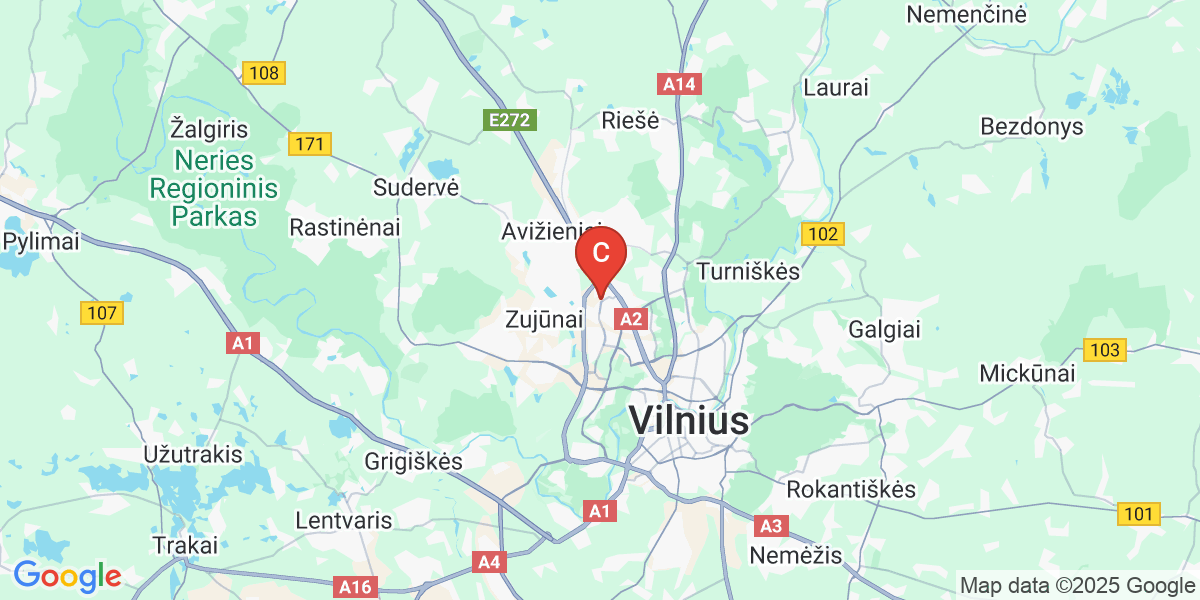 Nemenčinė
108
A14
Laurai
E272
Riešė
Žalgiris
Bezdonys
171
Neries
Regioninis
Parkas
Sudervė
Rastinėnai
Avižieniai
102
Pylimai
C
Turniškės
107
Zujūnai
A2
Galgiai
A1
103
Mickūnai
Vilnius
Užutrakis
Grigiškės
Rokantiškės
Lentvaris
A1
101
A3
Trakai
Nemėžis
A4
Google
A16
Map data ©2025 Google